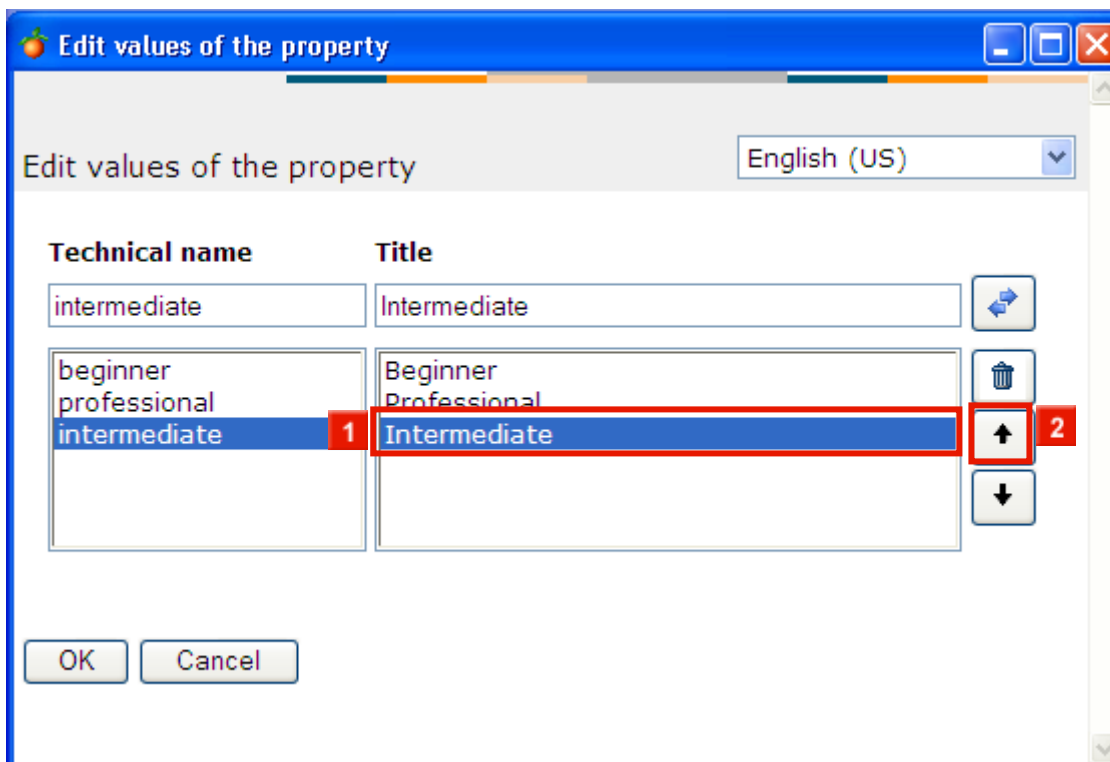 Edit values of the property
Edit values of the property
English (US)
Technical name Title
intermediate Intermediate
beginner Beginner
professional Professional
intermediate 1 Intermediate 2
OK Cancel